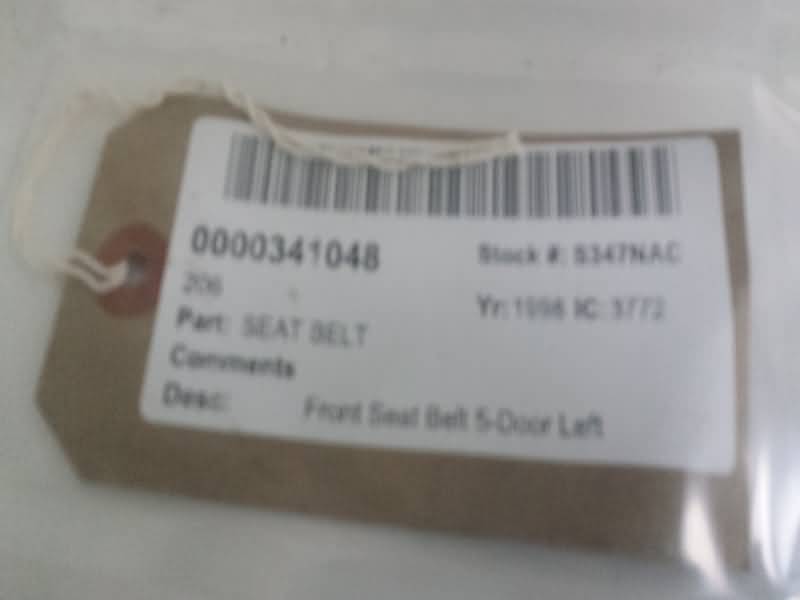 0000341048
Stock #: S347NAC
206
Yr: 1998 IC: 3772
Part: SEAT BELT
Comments
Desc: Front Seat Belt 5-Door Left